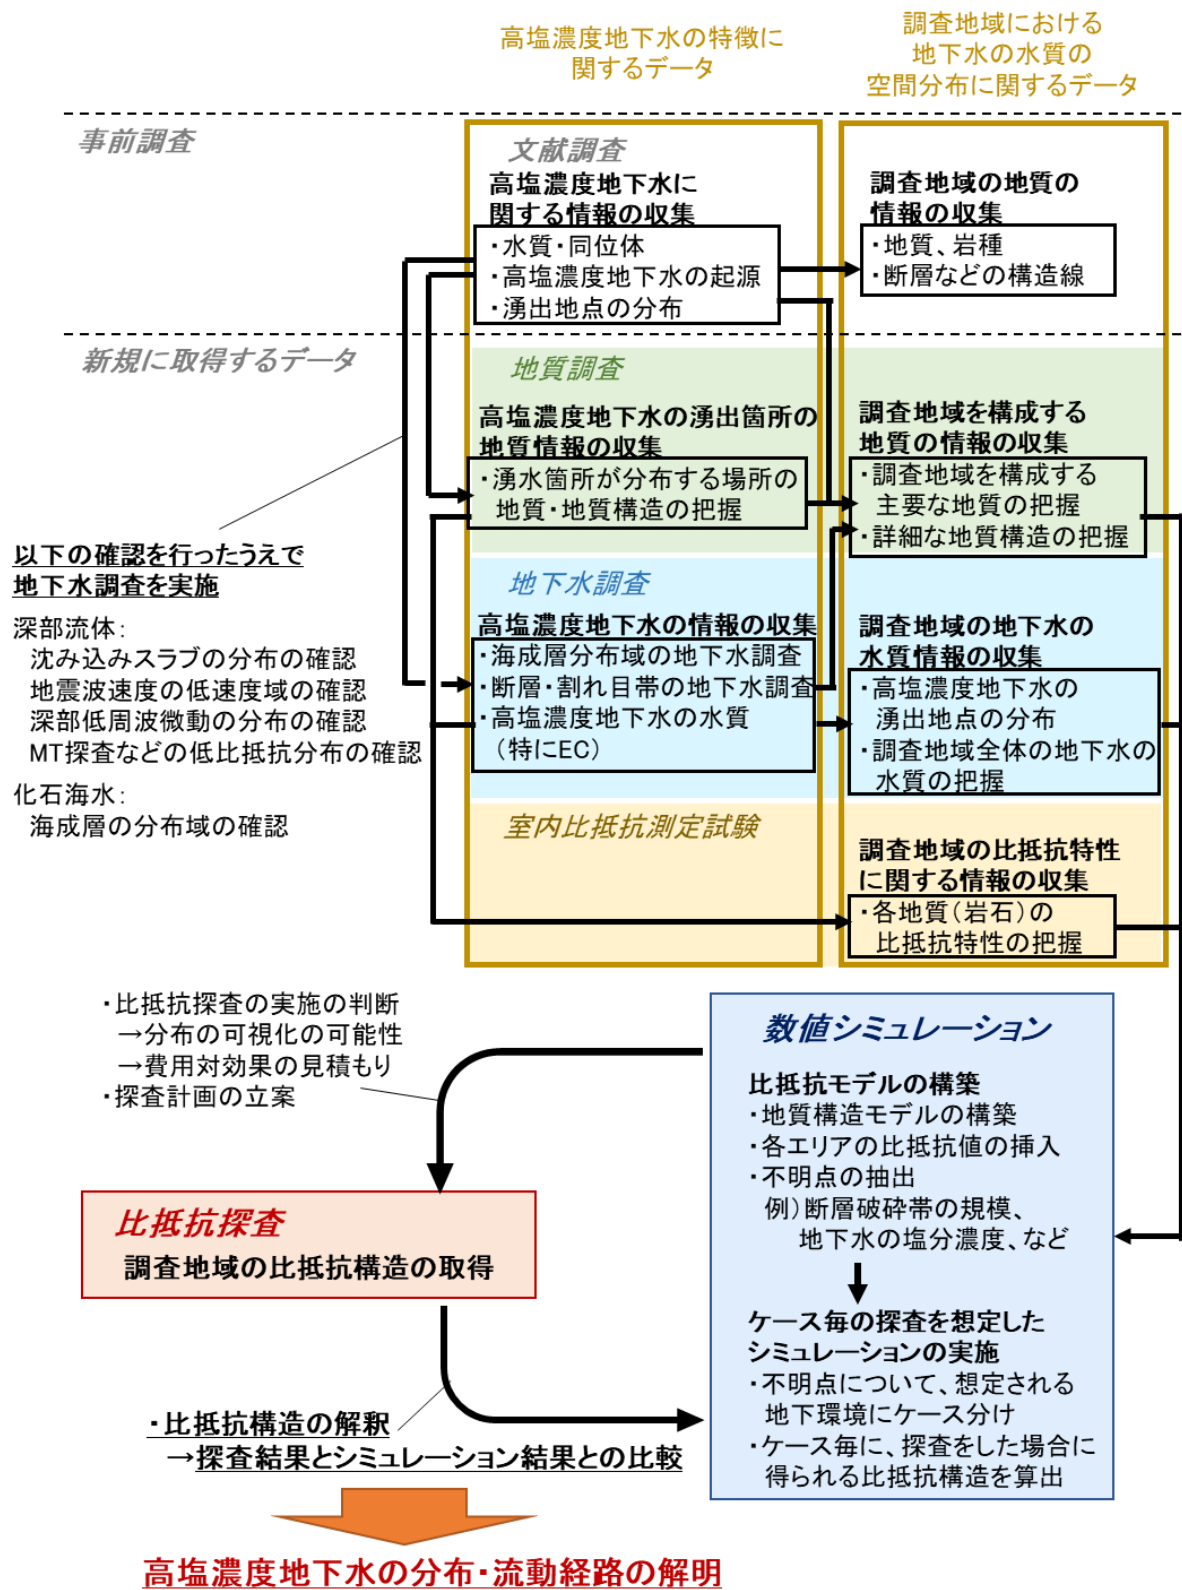 高塩濃度地下水の特徴に
関するデータ
調査地域における
地下水の水質の
空間分布に関するデータ
事前調査
文献調査
高塩濃度地下水に
関する情報の収集
・水質・同位体
・高塩濃度地下水の起源
・湧出地点の分布
調査地域の地質の
情報の収集
・地質、岩種
・断層などの構造線
新規に取得するデータ
地質調査
高塩濃度地下水の湧出箇所の
地質情報の収集
・湧水箇所が分布する場所の
地質・地質構造の把握
調査地域を構成する
地質の情報の収集
・調査地域を構成する
主要な地質の把握
・詳細な地質構造の把握
以下の確認を行ったうえで
地下水調査を実施
深部流体:
沈み込みスラブの分布の確認
地震波速度の低速度域の確認
深部低周波微動の分布の確認
MT探査などの低比抵抗分布の確認
化石海水:
海成層の分布域の確認
地下水調査
高塩濃度地下水の情報の収集
・海成層分布域の地下水調査
・断層・割れ目帯の地下水調査
・高塩濃度地下水の水質
(特にEC)
調査地域の地下水の
水質情報の収集
・高塩濃度地下水の
湧出地点の分布
・調査地域全体の地下水の
水質の把握
室内比抵抗測定試験
調査地域の比抵抗特性
に関する情報の収集
・各地質(岩石)の
比抵抗特性の把握
・比抵抗探査の実施の判断
→分布の可視化の可能性
→費用対効果の見積もり
・探査計画の立案
数値シミュレーション
比抵抗モデルの構築
・地質構造モデルの構築
・各エリアの比抵抗値の挿入
・不明点の抽出
例)断層破砕帯の規模、
地下水の塩分濃度、など
ケース毎の探査を想定した
シミュレーションの実施
・不明点について、想定される
地下環境にケース分け
・ケース毎に、探査をした場合に
得られる比抵抗構造を算出
比抵抗探査
調査地域の比抵抗構造の取得
・比抵抗構造の解釈
→探査結果とシミュレーション結果との比較
高塩濃度地下水の分布・流動経路の解明